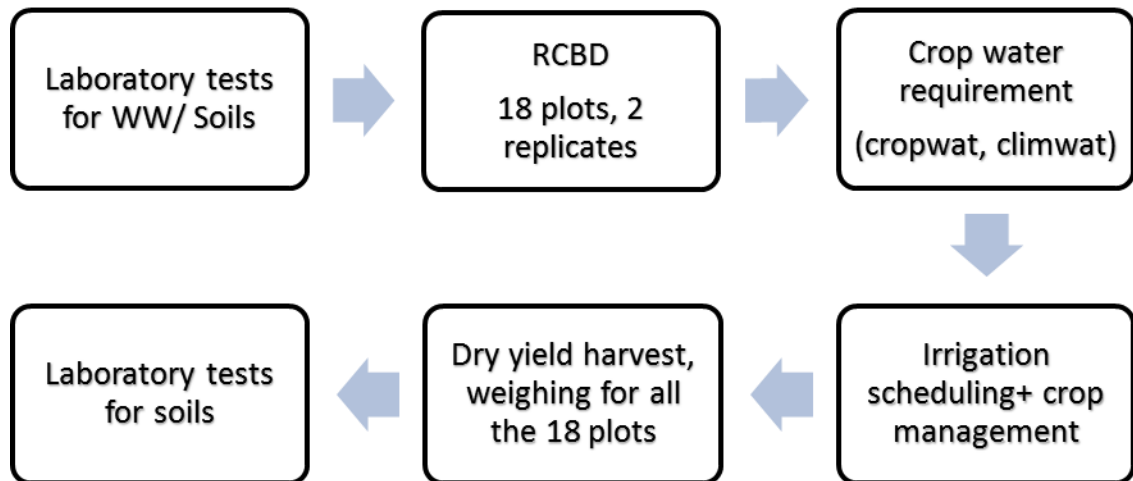 Laboratory tests
for WW/ Soils
RCBD
18 plots, 2
replicates
Crop water
requirement
(cropwat, climwat)
Irrigation
scheduling+ crop
management
Dry yield harvest,
weighing for all
the 18 plots
Laboratory tests
for soils